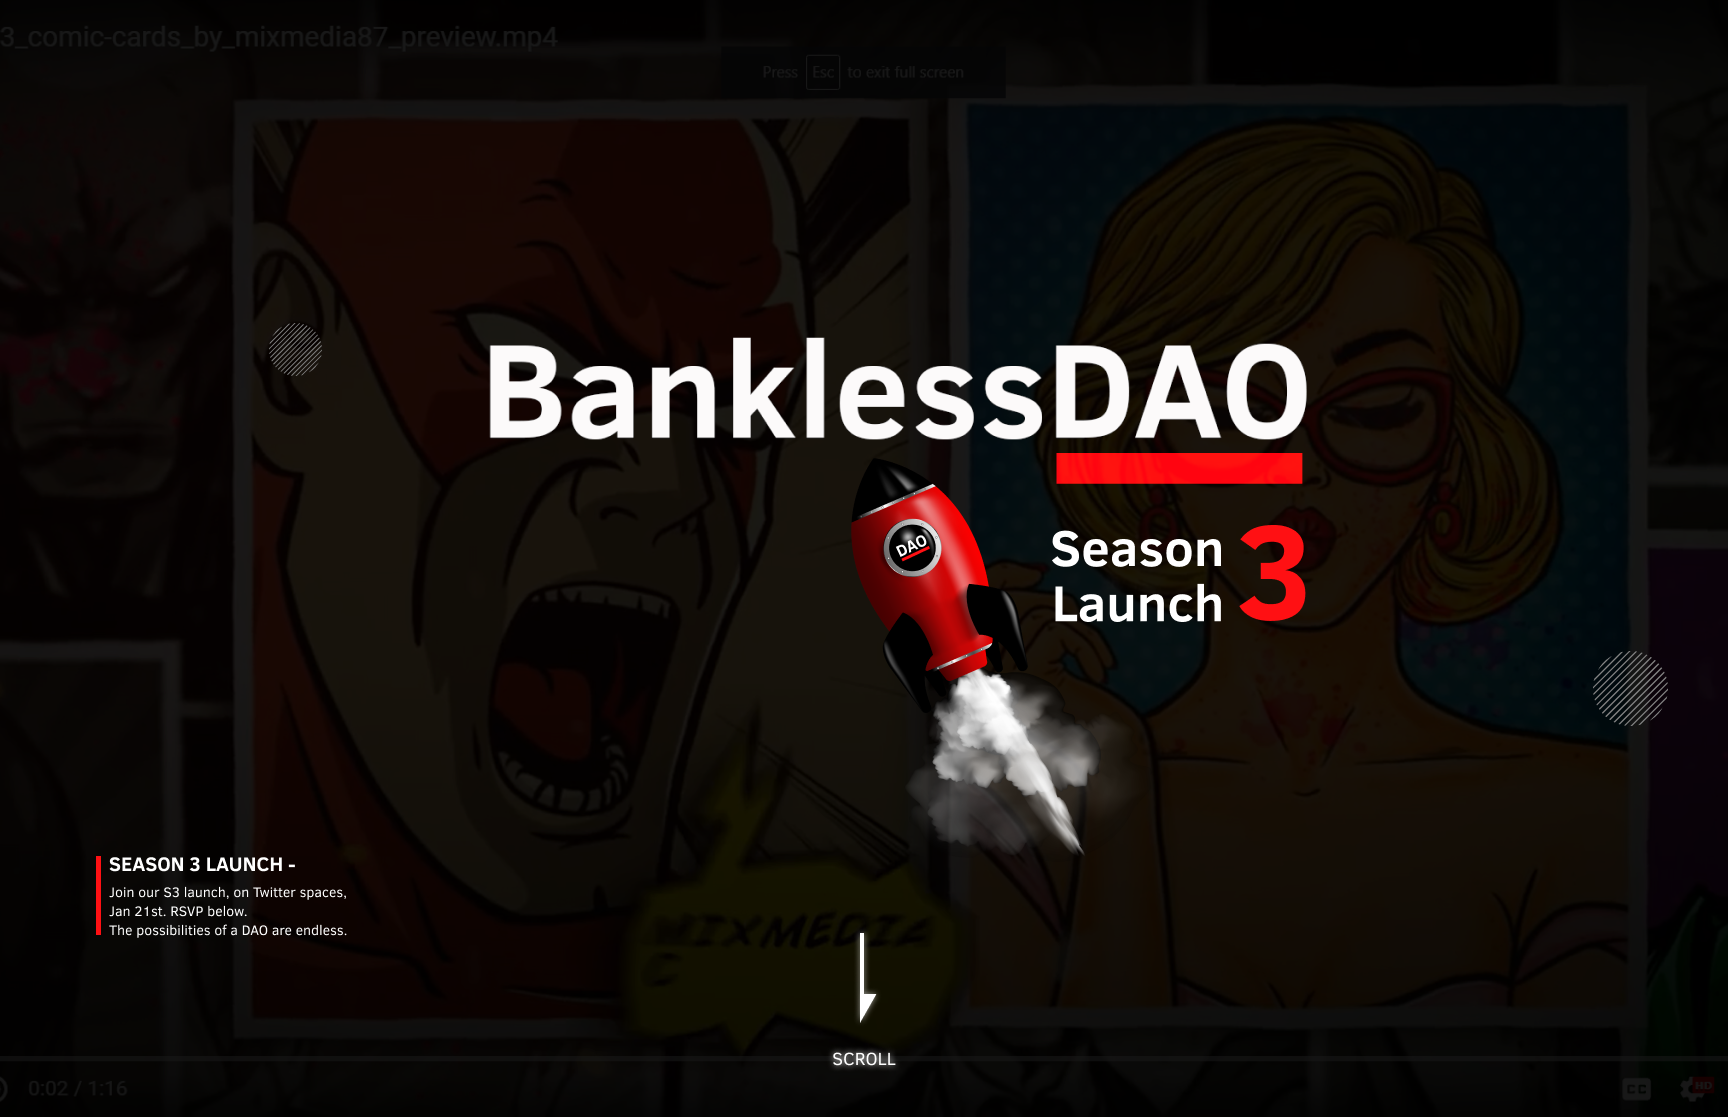 3_comic-cards_by_mixmedia87_preview.mp4
Press Esc to exit full screen
BanklessDAO
DAO
Season
Launch
3
SEASON 3 LAUNCH -
Join our S3 launch, on Twitter spaces,
Jan 21st. RSVP below.
The possibilities of a DAO are endless.
MIXMEDIA
SCROLL
0:02 / 1:16
CC
HD